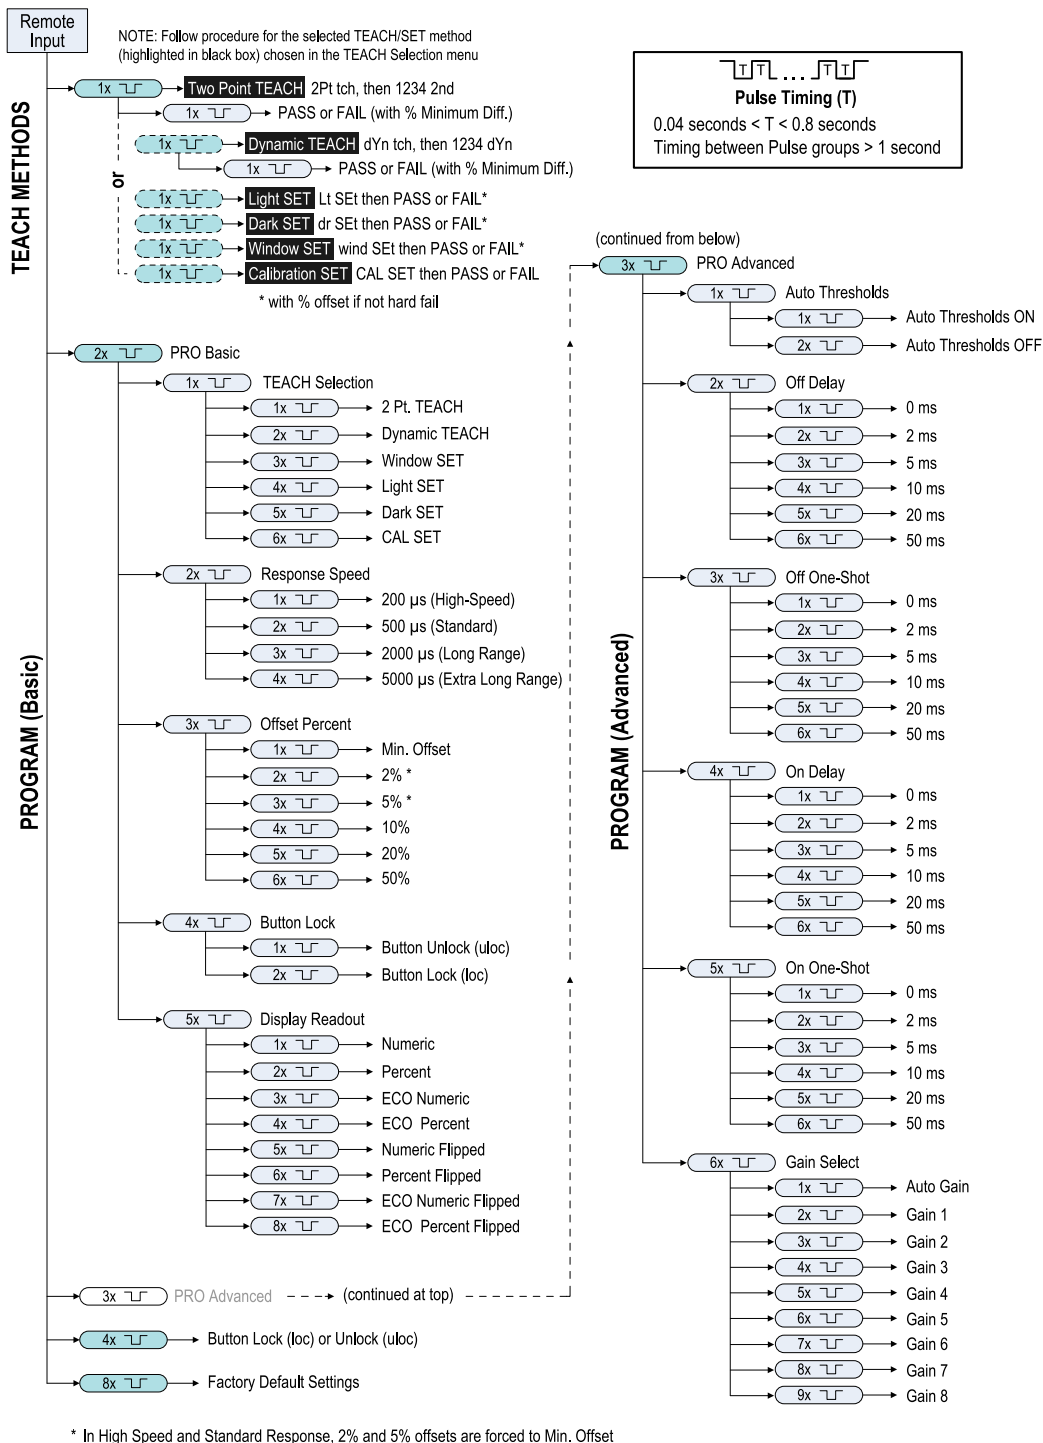 Remote
Input
NOTE: Follow procedure for the selected TEACH/SET method
(highlighted in black box) chosen in the TEACH Selection menu
TEACH METHODS
1x Two Point TEACH 2Pt tch, then 1234 2nd
1x PASS or FAIL (with % Minimum Diff.)
or
1x Dynamic TEACH dYn tch, then 1234 dYn
1x PASS or FAIL (with % Minimum Diff.)
1x Light SET Lt SEt then PASS or FAIL*
1x Dark SET dr SEt then PASS or FAIL*
1x Window SET wind SEt then PASS or FAIL*
1x Calibration SET CAL SET then PASS or FAIL
* with % offset if not hard fail
T T ... T T
Pulse Timing (T)
0.04 seconds < T < 0.8 seconds
Timing between Pulse groups > 1 second
PROGRAM (Basic)
2x PRO Basic
1x TEACH Selection
1x 2 Pt. TEACH
2x Dynamic TEACH
3x Window SET
4x Light SET
5x Dark SET
6x CAL SET
2x Response Speed
1x 200 µs (High-Speed)
2x 500 µs (Standard)
3x 2000 µs (Long Range)
4x 5000 µs (Extra Long Range)
3x Offset Percent
1x Min. Offset
2x 2% *
3x 5% *
4x 10%
5x 20%
6x 50%
4x Button Lock
1x Button Unlock (uloc)
2x Button Lock (loc)
5x Display Readout
1x Numeric
2x Percent
3x ECO Numeric
4x ECO Percent
5x Numeric Flipped
6x Percent Flipped
7x ECO Numeric Flipped
8x ECO Percent Flipped
3x PRO Advanced (continued at top)
4x Button Lock (loc) or Unlock (uloc)
8x Factory Default Settings
PROGRAM (Advanced)
(continued from below)
3x PRO Advanced
1x Auto Thresholds
1x Auto Thresholds ON
2x Auto Thresholds OFF
2x Off Delay
1x 0 ms
2x 2 ms
3x 5 ms
4x 10 ms
5x 20 ms
6x 50 ms
3x Off One-Shot
1x 0 ms
2x 2 ms
3x 5 ms
4x 10 ms
5x 20 ms
6x 50 ms
4x On Delay
1x 0 ms
2x 2 ms
3x 5 ms
4x 10 ms
5x 20 ms
6x 50 ms
5x On One-Shot
1x 0 ms
2x 2 ms
3x 5 ms
4x 10 ms
5x 20 ms
6x 50 ms
6x Gain Select
1x Auto Gain
2x Gain 1
3x Gain 2
4x Gain 3
5x Gain 4
6x Gain 5
7x Gain 6
8x Gain 7
9x Gain 8
* In High Speed and Standard Response, 2% and 5% offsets are forced to Min. Offset